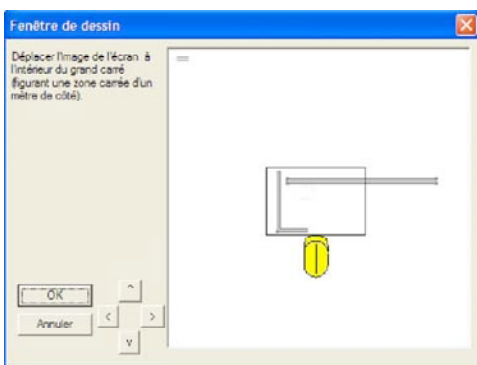 Fenêtre de dessin
Déplacer l'image de l'écran à
l'intérieur du grand carré
(figurant une zone carrée d'un
mètre de côté).
OK
^
Annuler
<
>
v